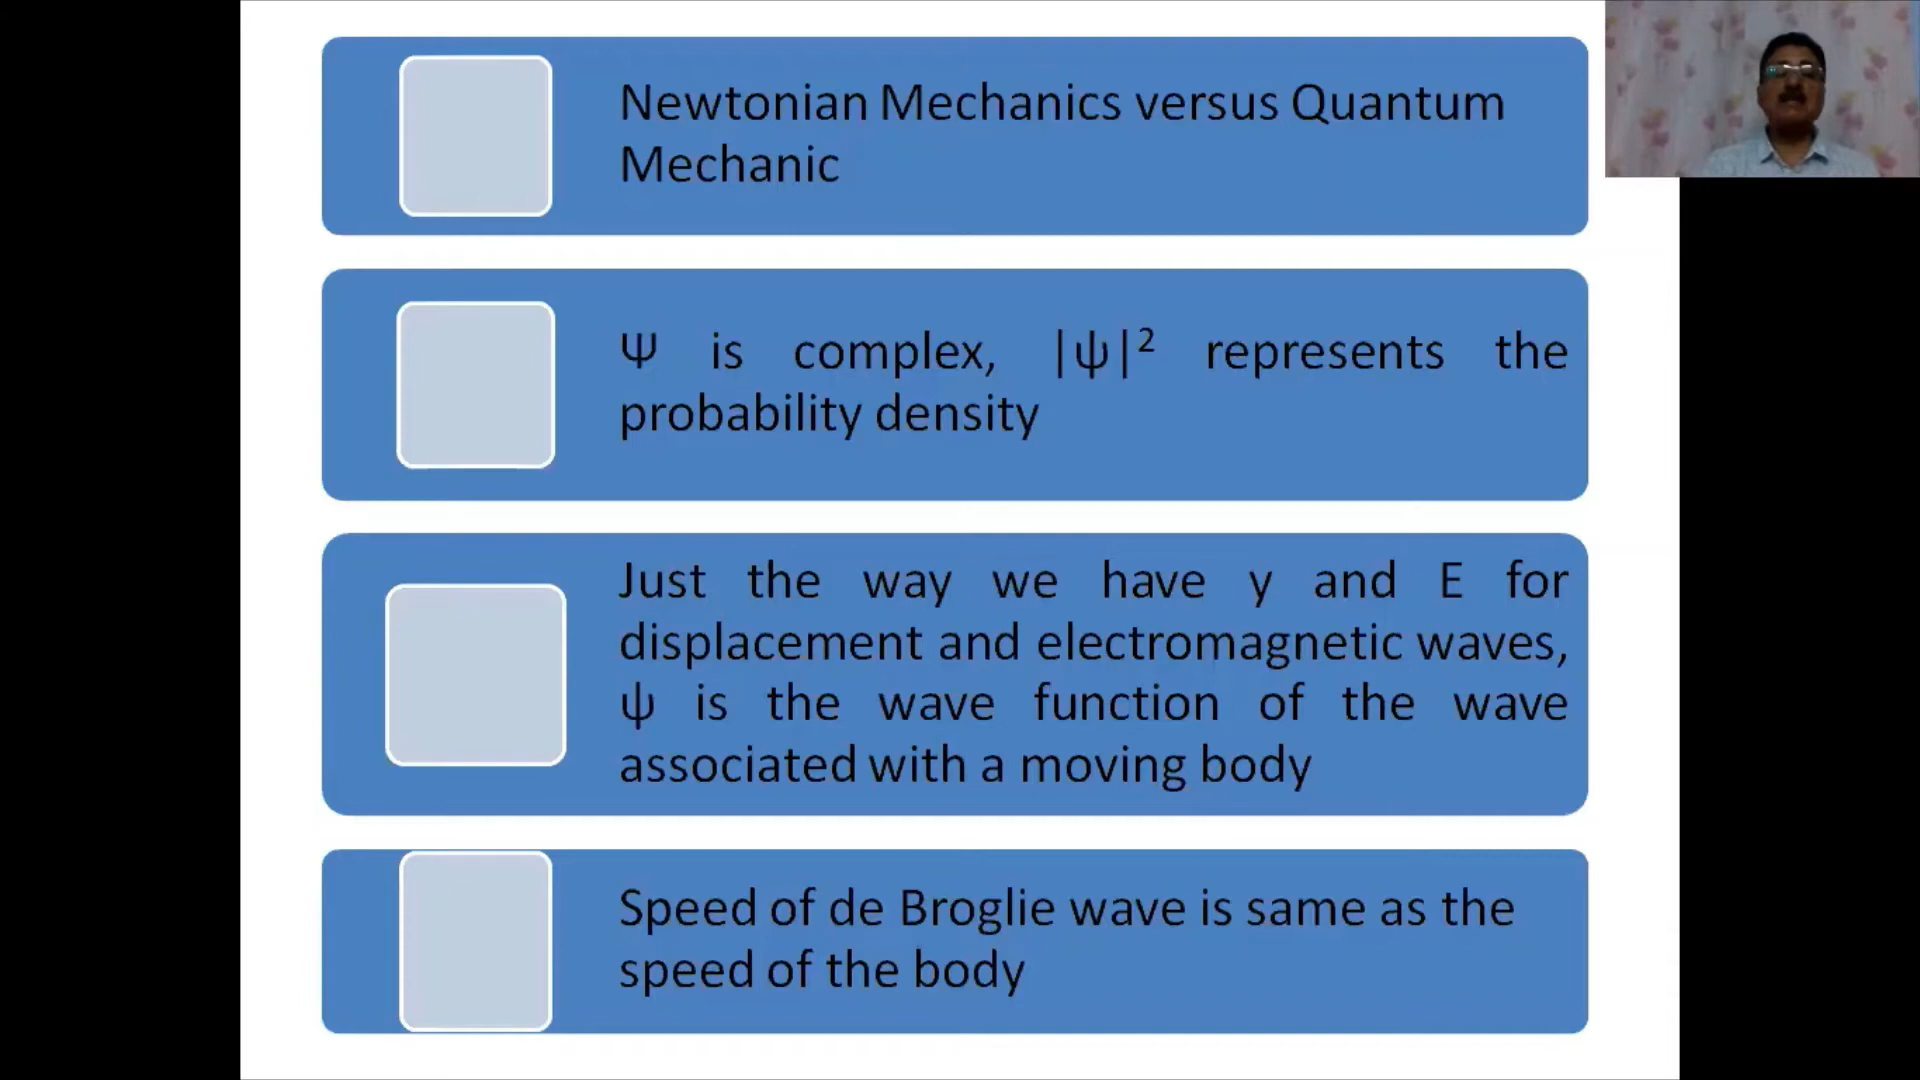 Newtonian Mechanics versus Quantum
Mechanic
Ψ is complex, |ψ|² represents the
probability density
Just the way we have y and E for
displacement and electromagnetic waves,
ψ is the wave function of the wave
associated with a moving body
Speed of de Broglie wave is same as the
speed of the body